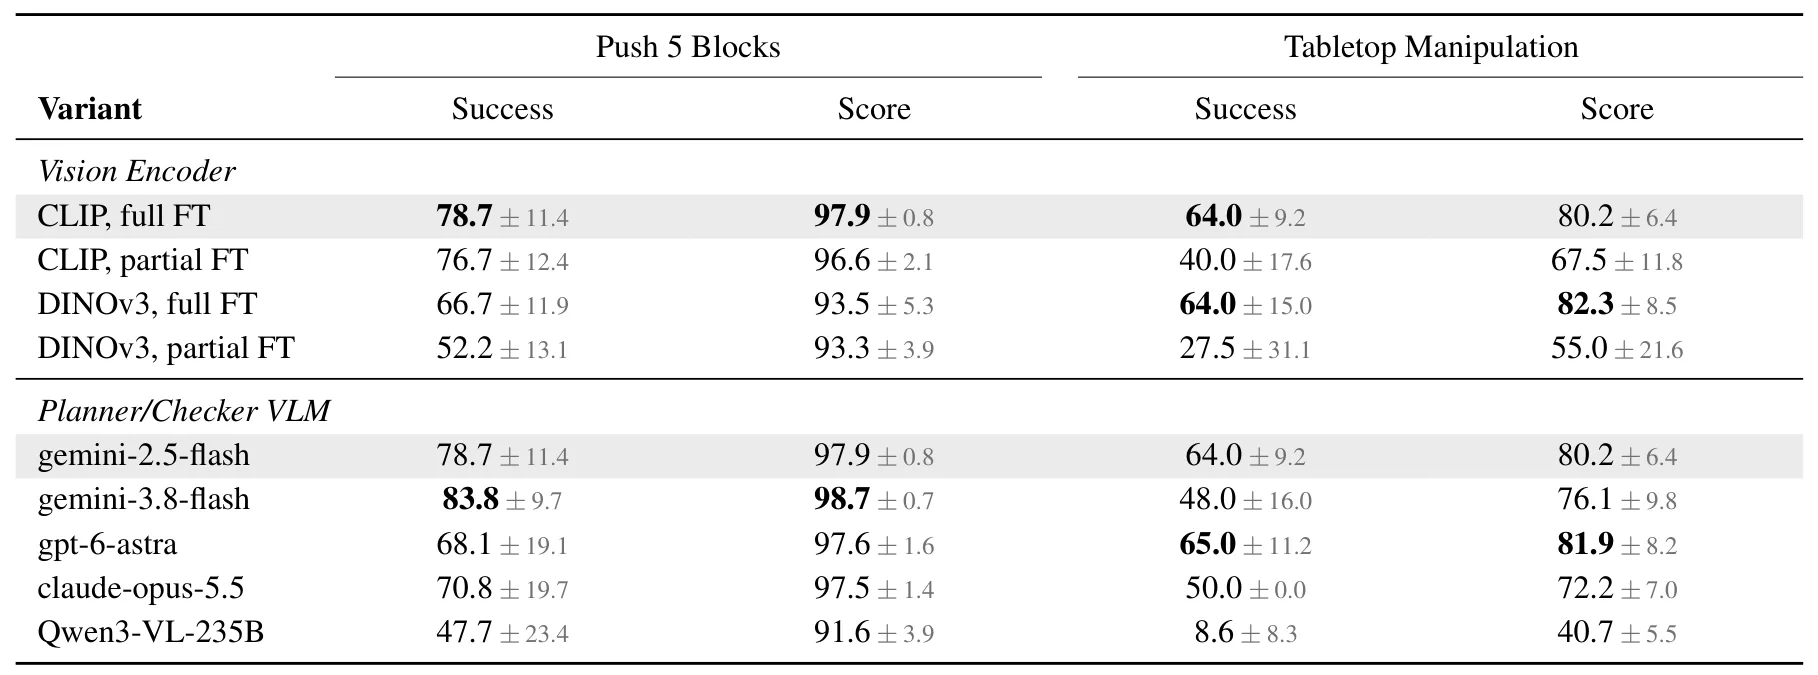 Push 5 Blocks Tabletop Manipulation
Variant Success Score Success Score
Vision Encoder
CLIP, full FT 78.7 ± 11.4 97.9 ± 0.8 64.0 ± 9.2 80.2 ± 6.4
CLIP, partial FT 76.7 ± 12.4 96.6 ± 2.1 40.0 ± 17.6 67.5 ± 11.8
DINOv3, full FT 66.7 ± 11.9 93.5 ± 5.3 64.0 ± 15.0 82.3 ± 8.5
DINOv3, partial FT 52.2 ± 13.1 93.3 ± 3.9 27.5 ± 31.1 55.0 ± 21.6
Planner/Checker VLM
gemini-2.5-flash 78.7 ± 11.4 97.9 ± 0.8 64.0 ± 9.2 80.2 ± 6.4
gemini-3.8-flash 83.8 ± 9.7 98.7 ± 0.7 48.0 ± 16.0 76.1 ± 9.8
gpt-6-astra 68.1 ± 19.1 97.6 ± 1.6 65.0 ± 11.2 81.9 ± 8.2
claude-opus-5.5 70.8 ± 19.7 97.5 ± 1.4 50.0 ± 0.0 72.2 ± 7.0
Qwen3-VL-235B 47.7 ± 23.4 91.6 ± 3.9 8.6 ± 8.3 40.7 ± 5.5